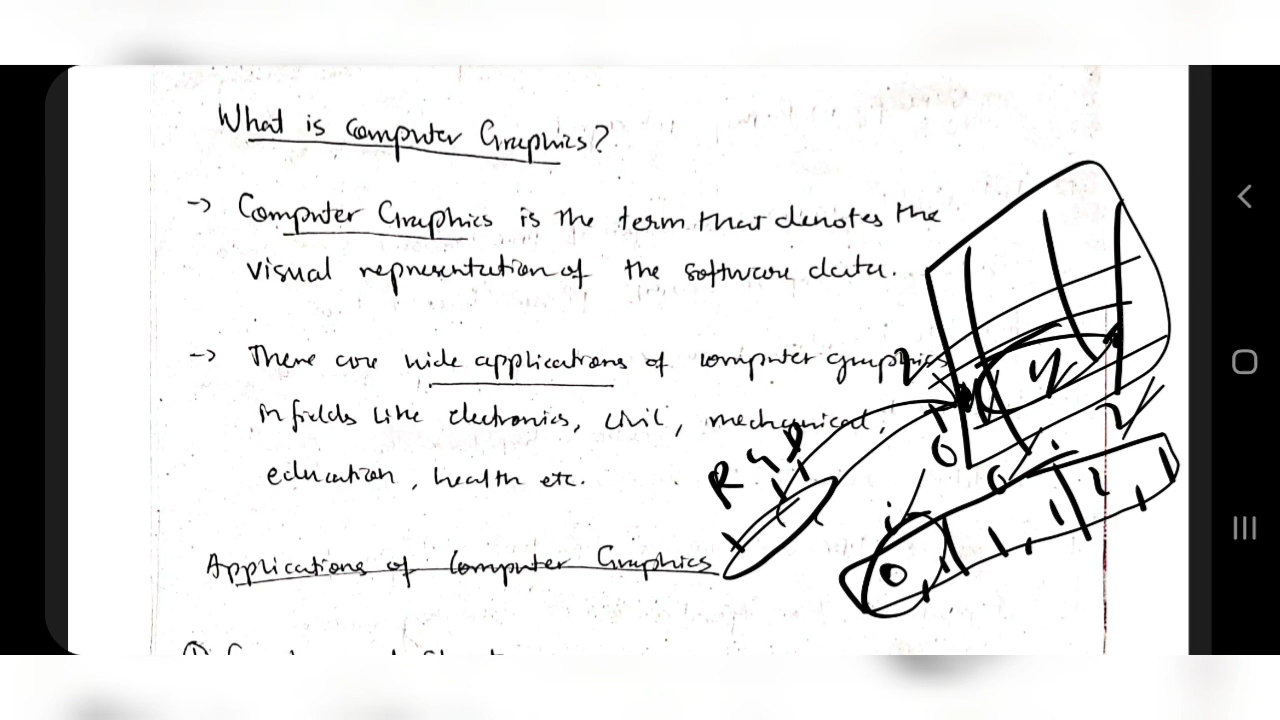 What is Computer Graphics?
-> Computer Graphics is the term that denotes the
visual representation of the software data.
-> There are wide applications of computer graphics
in fields like electronics, civil, mechanical,
education, health etc.
R G B
Applications of Computer Graphics